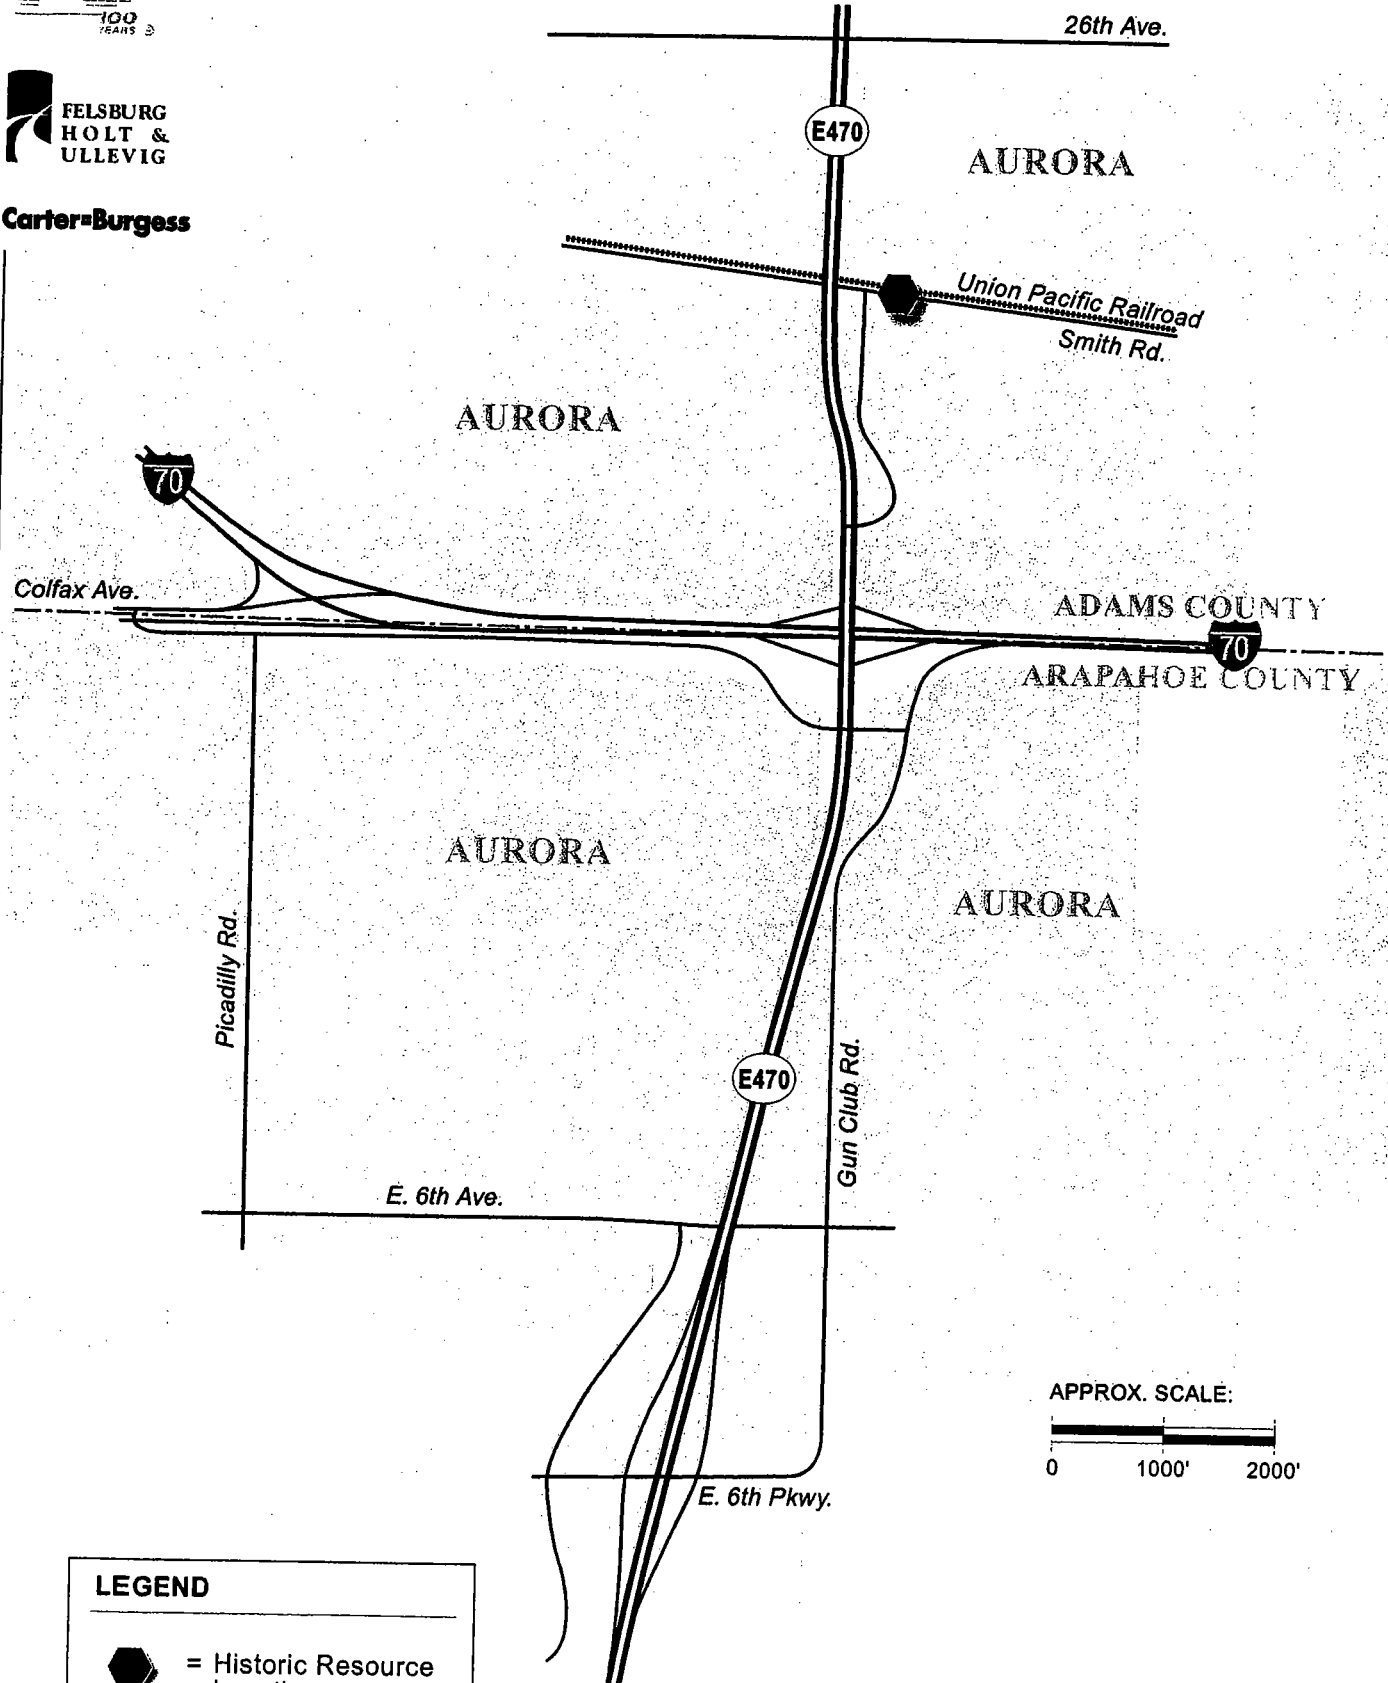 100
YEARS
FELSBURG
HOLT &
ULLEVIG
Carter=Burgess
26th Ave.
E470
AURORA
Union Pacific Railroad
Smith Rd.
AURORA
70
Colfax Ave.
ADAMS COUNTY
70
ARAPAHOE COUNTY
AURORA
AURORA
Picadilly Rd.
Gun Club Rd.
E470
E. 6th Ave.
APPROX. SCALE:
0 1000' 2000'
E. 6th Pkwy.
LEGEND
= Historic Resource